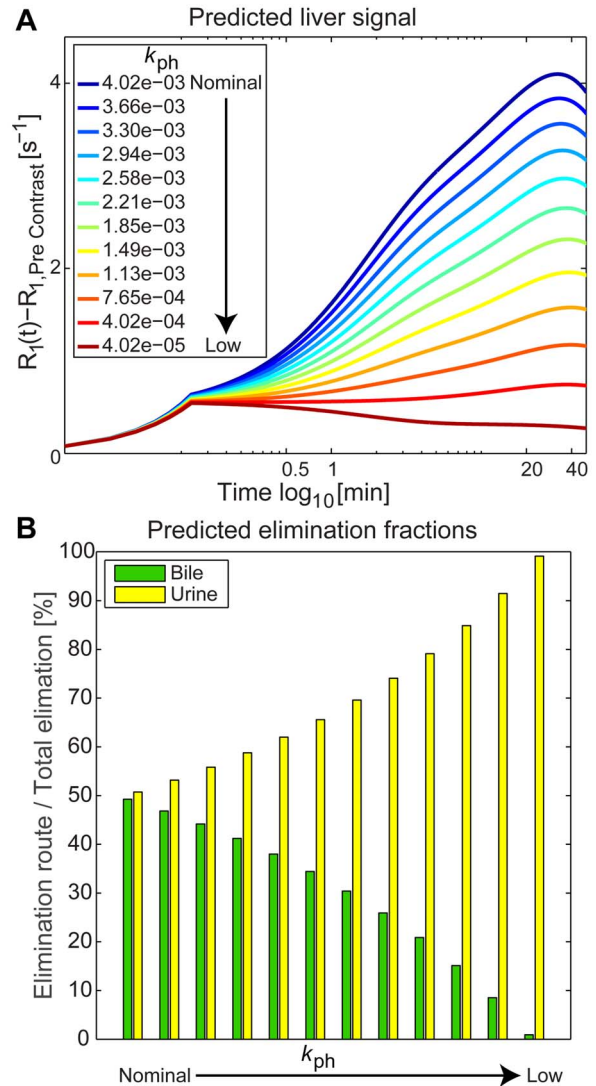 A
Predicted liver signal
R1(t)−R1,Pre Contrast [s−1]
4
2
0
kph
4.02e−03 Nominal
3.66e−03
3.30e−03
2.94e−03
2.58e−03
2.21e−03
1.85e−03
1.49e−03
1.13e−03
7.65e−04
4.02e−04
4.02e−05 Low
0.5 1 20 40
Time log10[min]
B
Predicted elimination fractions
Elimination route / Total elimation [%]
Bile
Urine
100
90
80
70
60
50
40
30
20
10
0
kph
Nominal Low